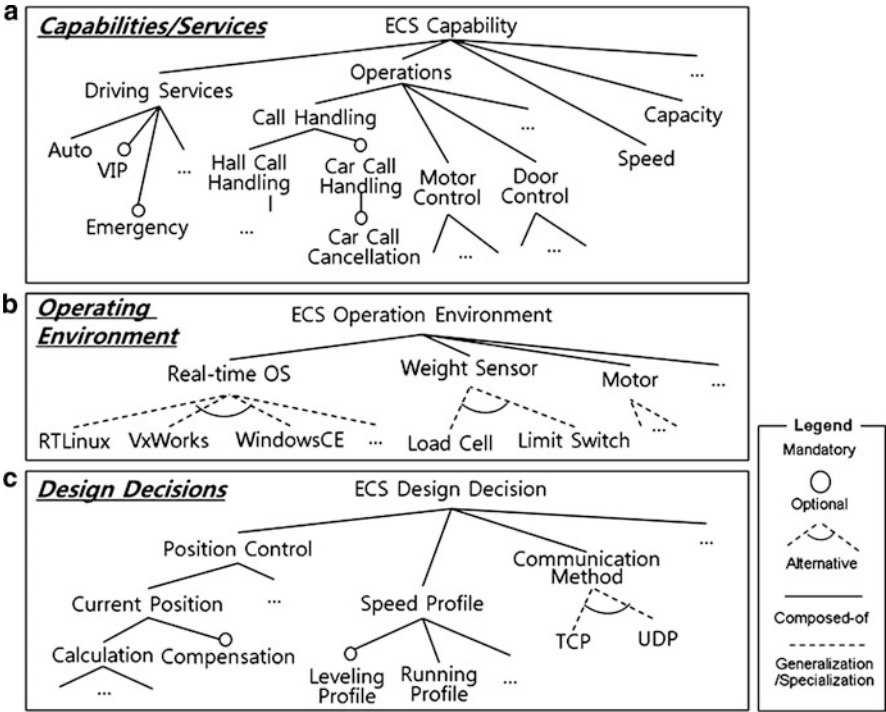 a
Capabilities/Services
ECS Capability
Driving Services
Operations
...
Capacity
Speed
Auto
VIP
...
Emergency
Call Handling
...
Hall Call
Handling
...
Car Call
Handling
Car Call
Cancellation
Motor
Control
...
Door
Control
...
b
Operating
Environment
ECS Operation Environment
Real-time OS
Weight Sensor
Motor
...
RTLinux
VxWorks
WindowsCE
...
Load Cell
Limit Switch
...
c
Design Decisions
ECS Design Decision
Position Control
...
Current Position
...
Calculation
Compensation
...
Speed Profile
Leveling
Profile
Running
Profile
...
Communication
Method
TCP
UDP
Legend
Mandatory
Optional
Alternative
Composed-of
Generalization
/Specialization